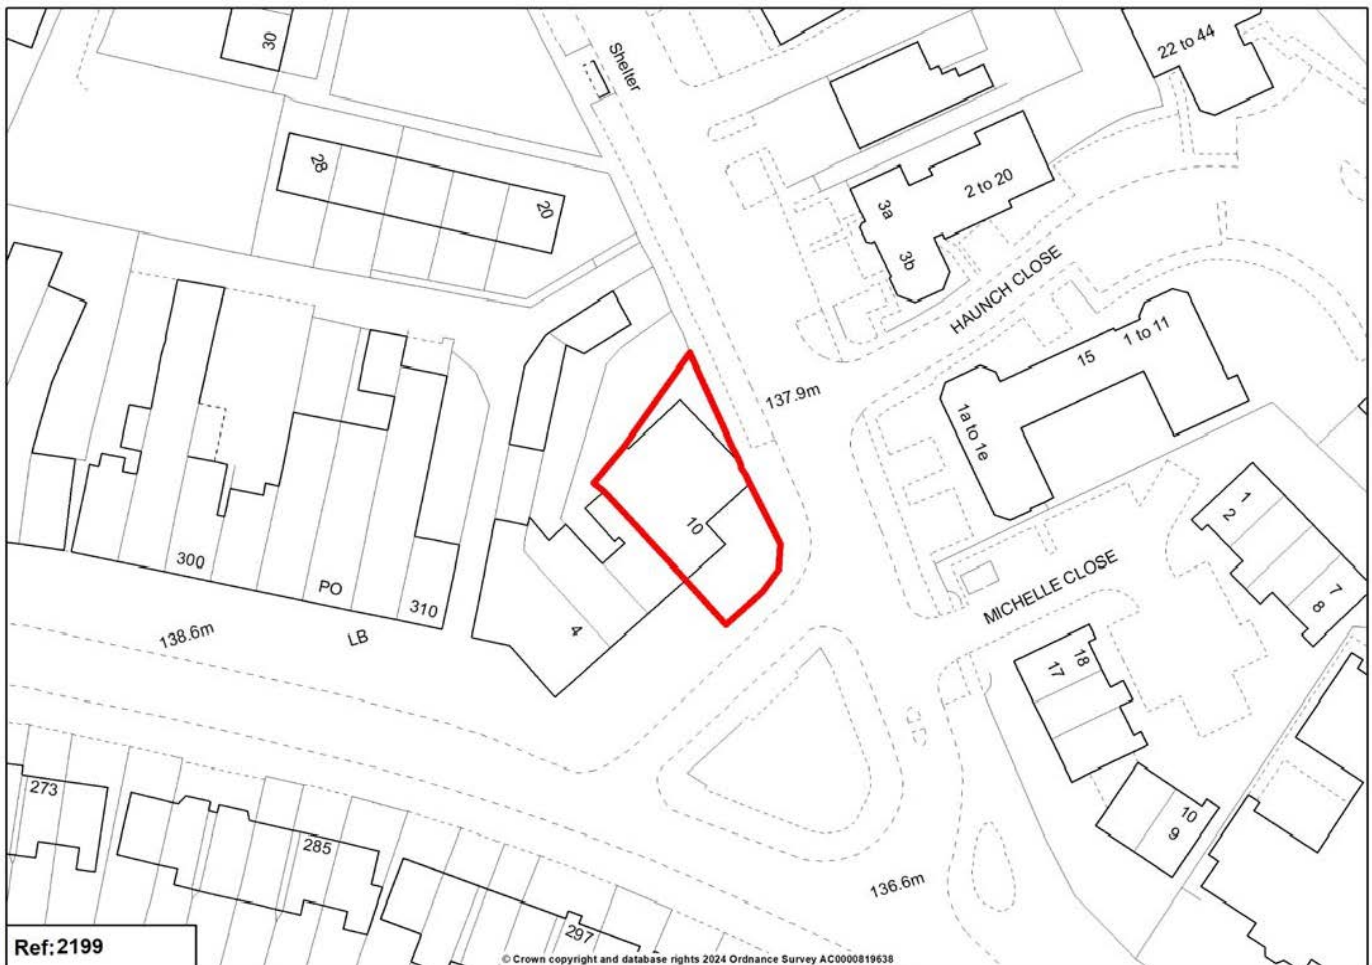 30
Shelter
22 to 44
28
20
3a
2 to 20
3b
HAUNCH CLOSE
137.9m
15
1 to 11
1a to 1e
10
1
2
7
8
MICHELLE CLOSE
300
PO
310
LB
138.6m
4
17
18
10
9
273
285
297
136.6m
Ref:2199
© Crown copyright and database rights 2024 Ordnance Survey AC0000819638